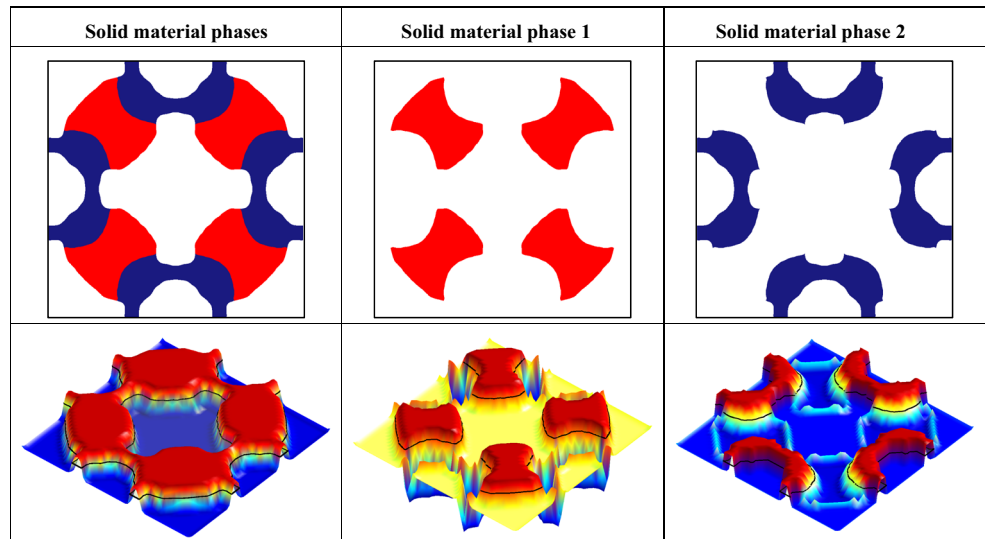 Solid material phases
Solid material phase 1
Solid material phase 2